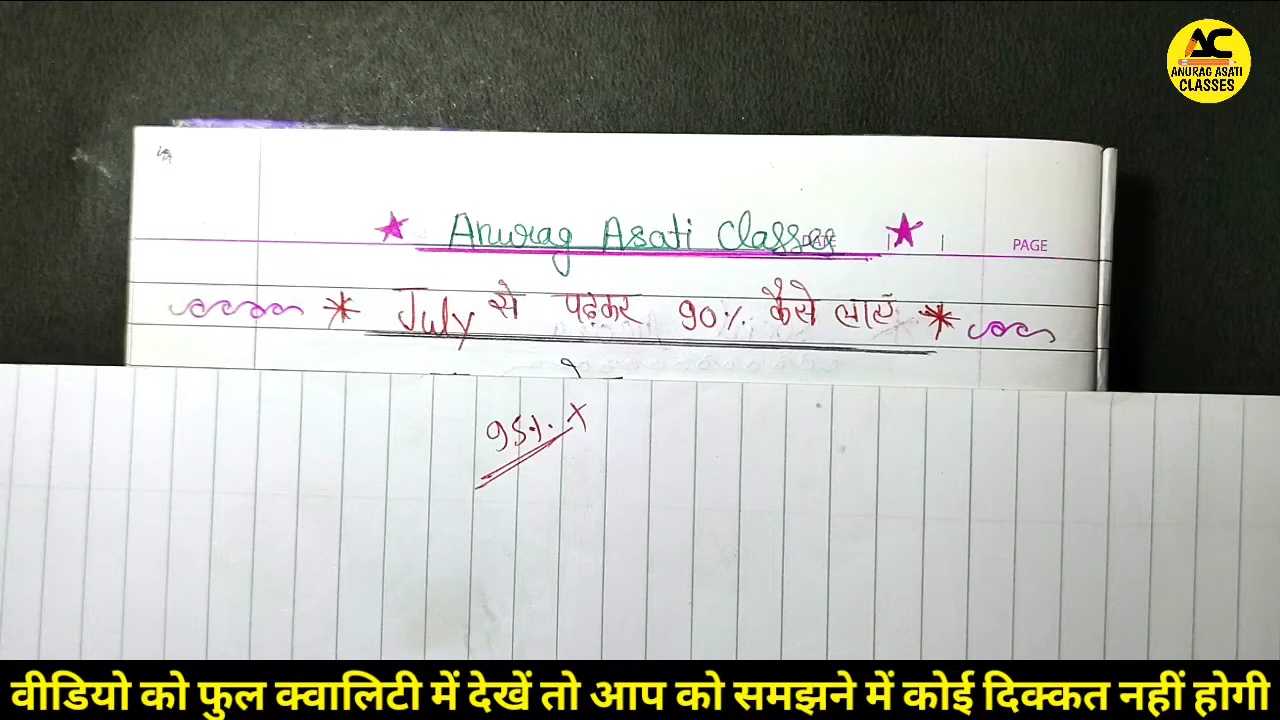 AC
ANURAG ASATI
CLASSES
Anurag Asati Classes
DATE
PAGE
July से पढ़कर 90% कैसे लाएं
95%. X
वीडियो को फुल क्वालिटी में देखें तो आप को समझने में कोई दिक्कत नहीं होगी